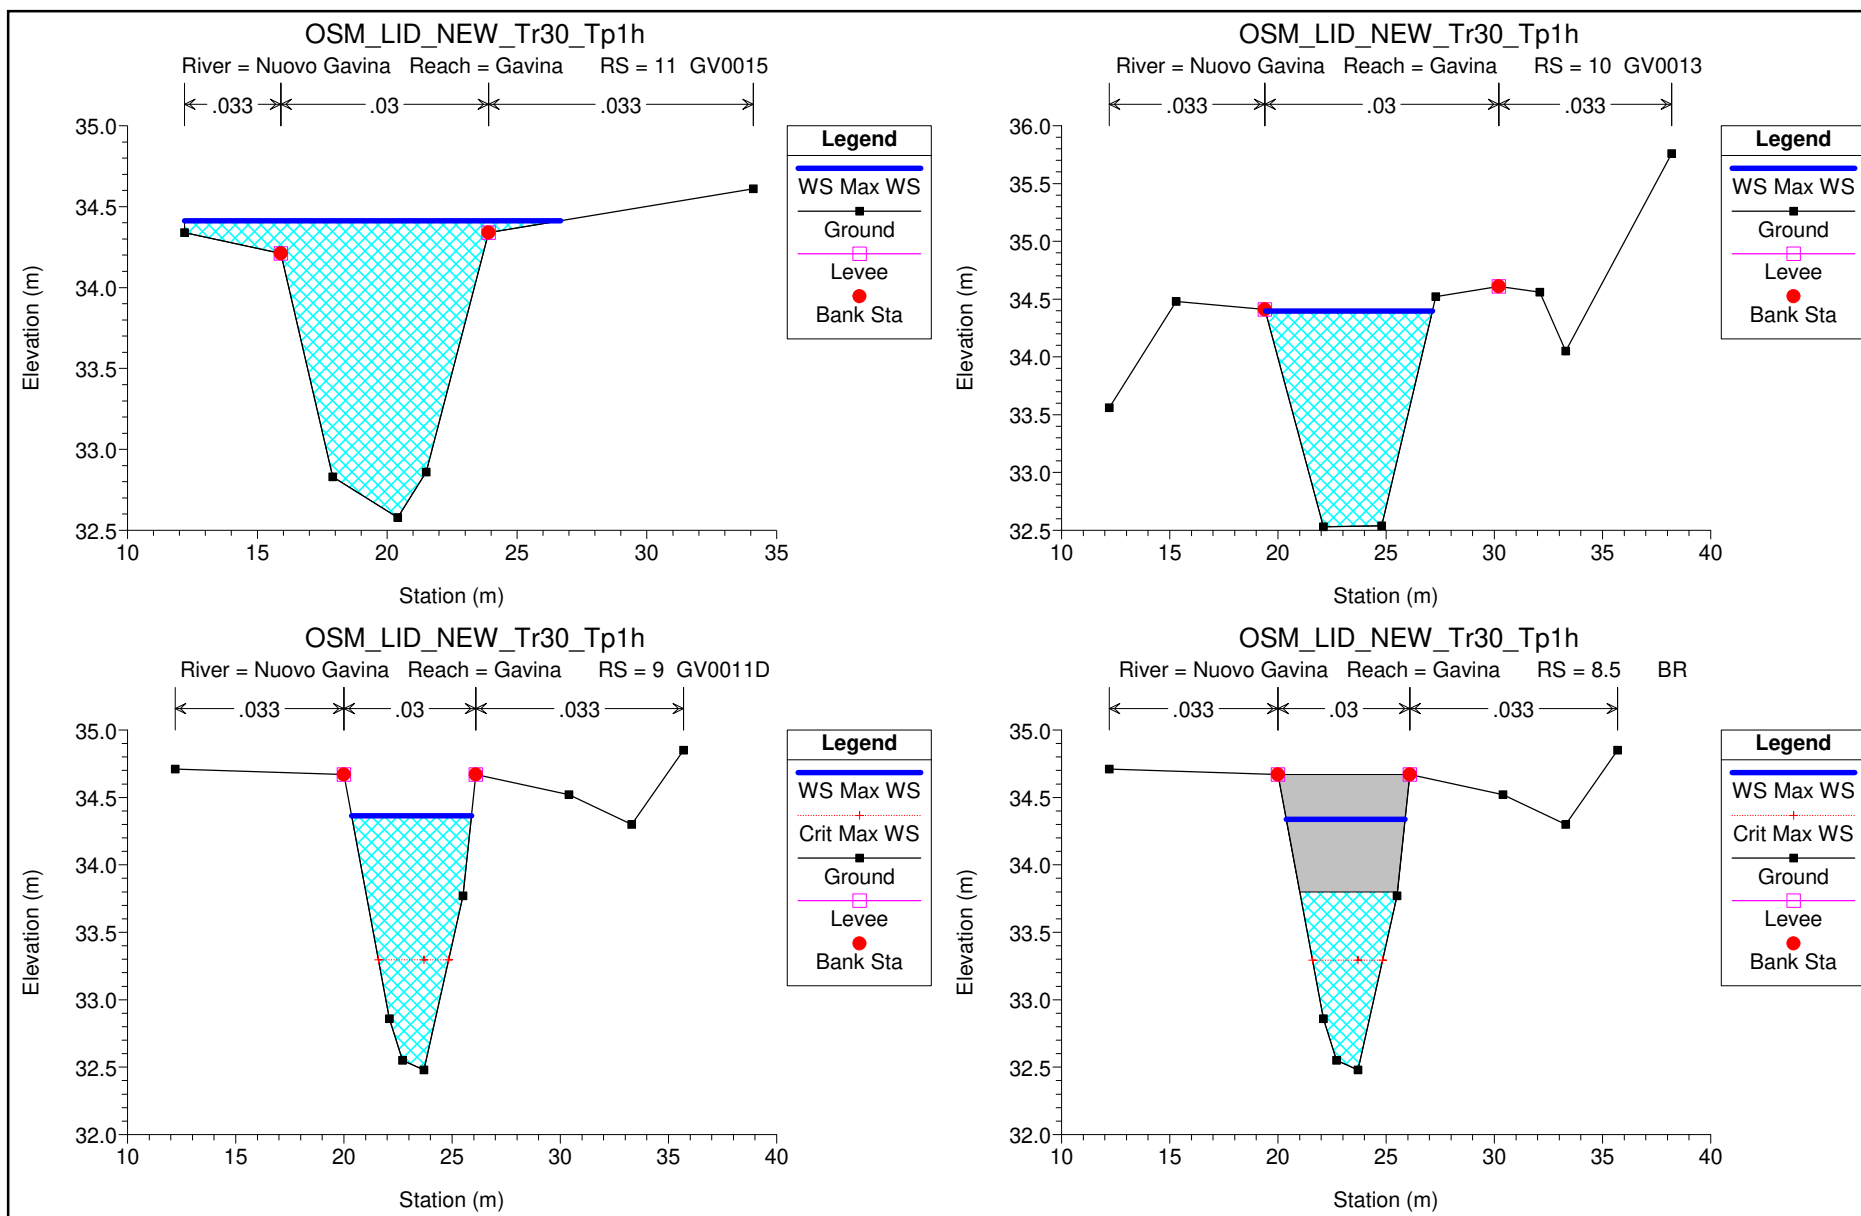 OSM_LID_NEW_Tr30_Tp1h
River = Nuovo Gavina Reach = Gavina RS = 11 GV0015
.033 .03 .033
35.0
34.5
34.0
33.5
33.0
32.5
Elevation (m)
10 15 20 25 30 35
Station (m)
Legend
WS Max WS
Ground
Levee
Bank Sta
OSM_LID_NEW_Tr30_Tp1h
River = Nuovo Gavina Reach = Gavina RS = 10 GV0013
.033 .03 .033
36.0
35.5
35.0
34.5
34.0
33.5
33.0
32.5
Elevation (m)
10 15 20 25 30 35 40
Station (m)
Legend
WS Max WS
Ground
Levee
Bank Sta
OSM_LID_NEW_Tr30_Tp1h
River = Nuovo Gavina Reach = Gavina RS = 9 GV0011D
.033 .03 .033
35.0
34.5
34.0
33.5
33.0
32.5
32.0
Elevation (m)
10 15 20 25 30 35 40
Station (m)
Legend
WS Max WS
Crit Max WS
Ground
Levee
Bank Sta
OSM_LID_NEW_Tr30_Tp1h
River = Nuovo Gavina Reach = Gavina RS = 8.5 BR
.033 .03 .033
35.0
34.5
34.0
33.5
33.0
32.5
32.0
Elevation (m)
10 15 20 25 30 35 40
Station (m)
Legend
WS Max WS
Crit Max WS
Ground
Levee
Bank Sta